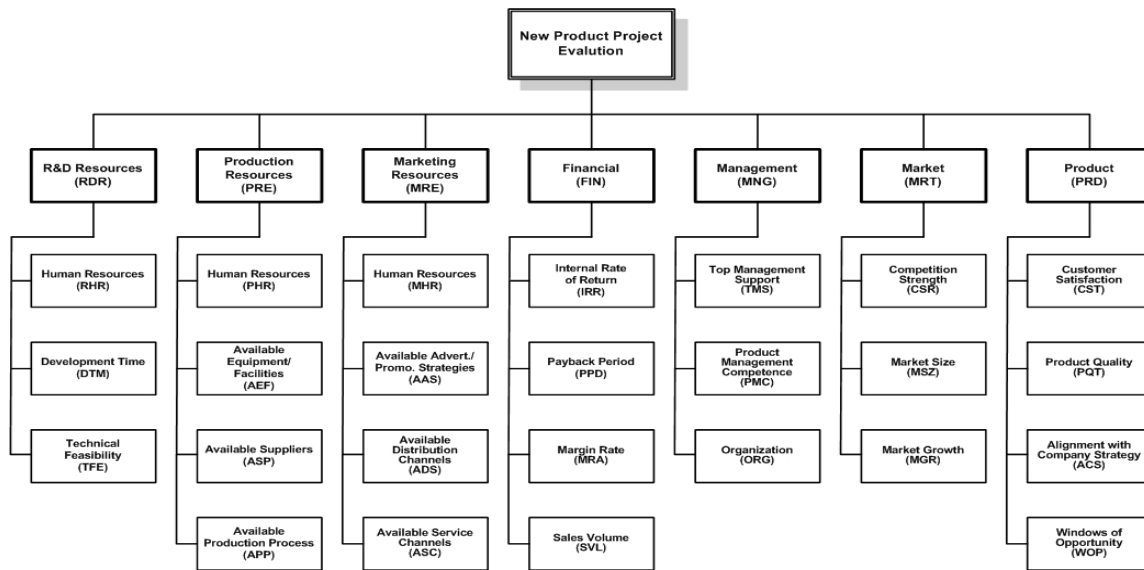 New Product Project
Evalution
R&D Resources
(RDR)
Production
Resources
(PRE)
Marketing
Resources
(MRE)
Financial
(FIN)
Management
(MNG)
Market
(MRT)
Product
(PRD)
Human Resources
(RHR)
Human Resources
(PHR)
Human Resources
(MHR)
Internal Rate
of Return
(IRR)
Top Management
Support
(TMS)
Competition
Strength
(CSR)
Customer
Satisfaction
(CST)
Development Time
(DTM)
Available
Equipment/
Facilities
(AEF)
Available Advert./
Promo. Strategies
(AAS)
Payback Period
(PPD)
Product
Management
Competence
(PMC)
Market Size
(MSZ)
Product Quality
(PQT)
Technical
Feasibility
(TFE)
Available Suppliers
(ASP)
Available
Distribution
Channels
(ADS)
Margin Rate
(MRA)
Organization
(ORG)
Market Growth
(MGR)
Alignment with
Company Strategy
(ACS)
Available
Production Process
(APP)
Available Service
Channels
(ASC)
Sales Volume
(SVL)
Windows of
Opportunity
(WOP)